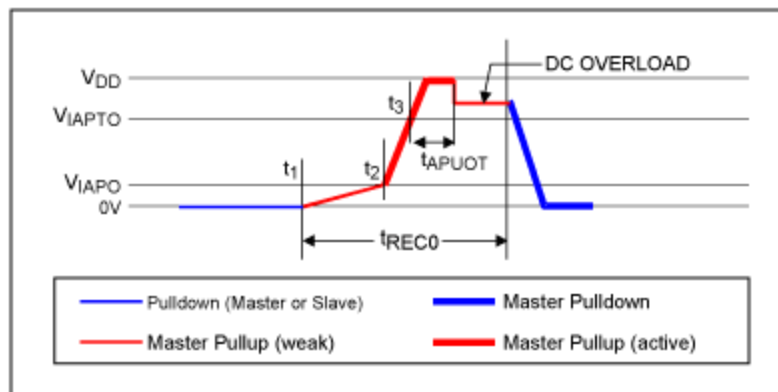 VDD
DC OVERLOAD
t3
VIAPTO
tAPUOT
t1
t2
VIAPO
0V
tREC0
Pulldown (Master or Slave)
Master Pulldown
Master Pullup (weak)
Master Pullup (active)